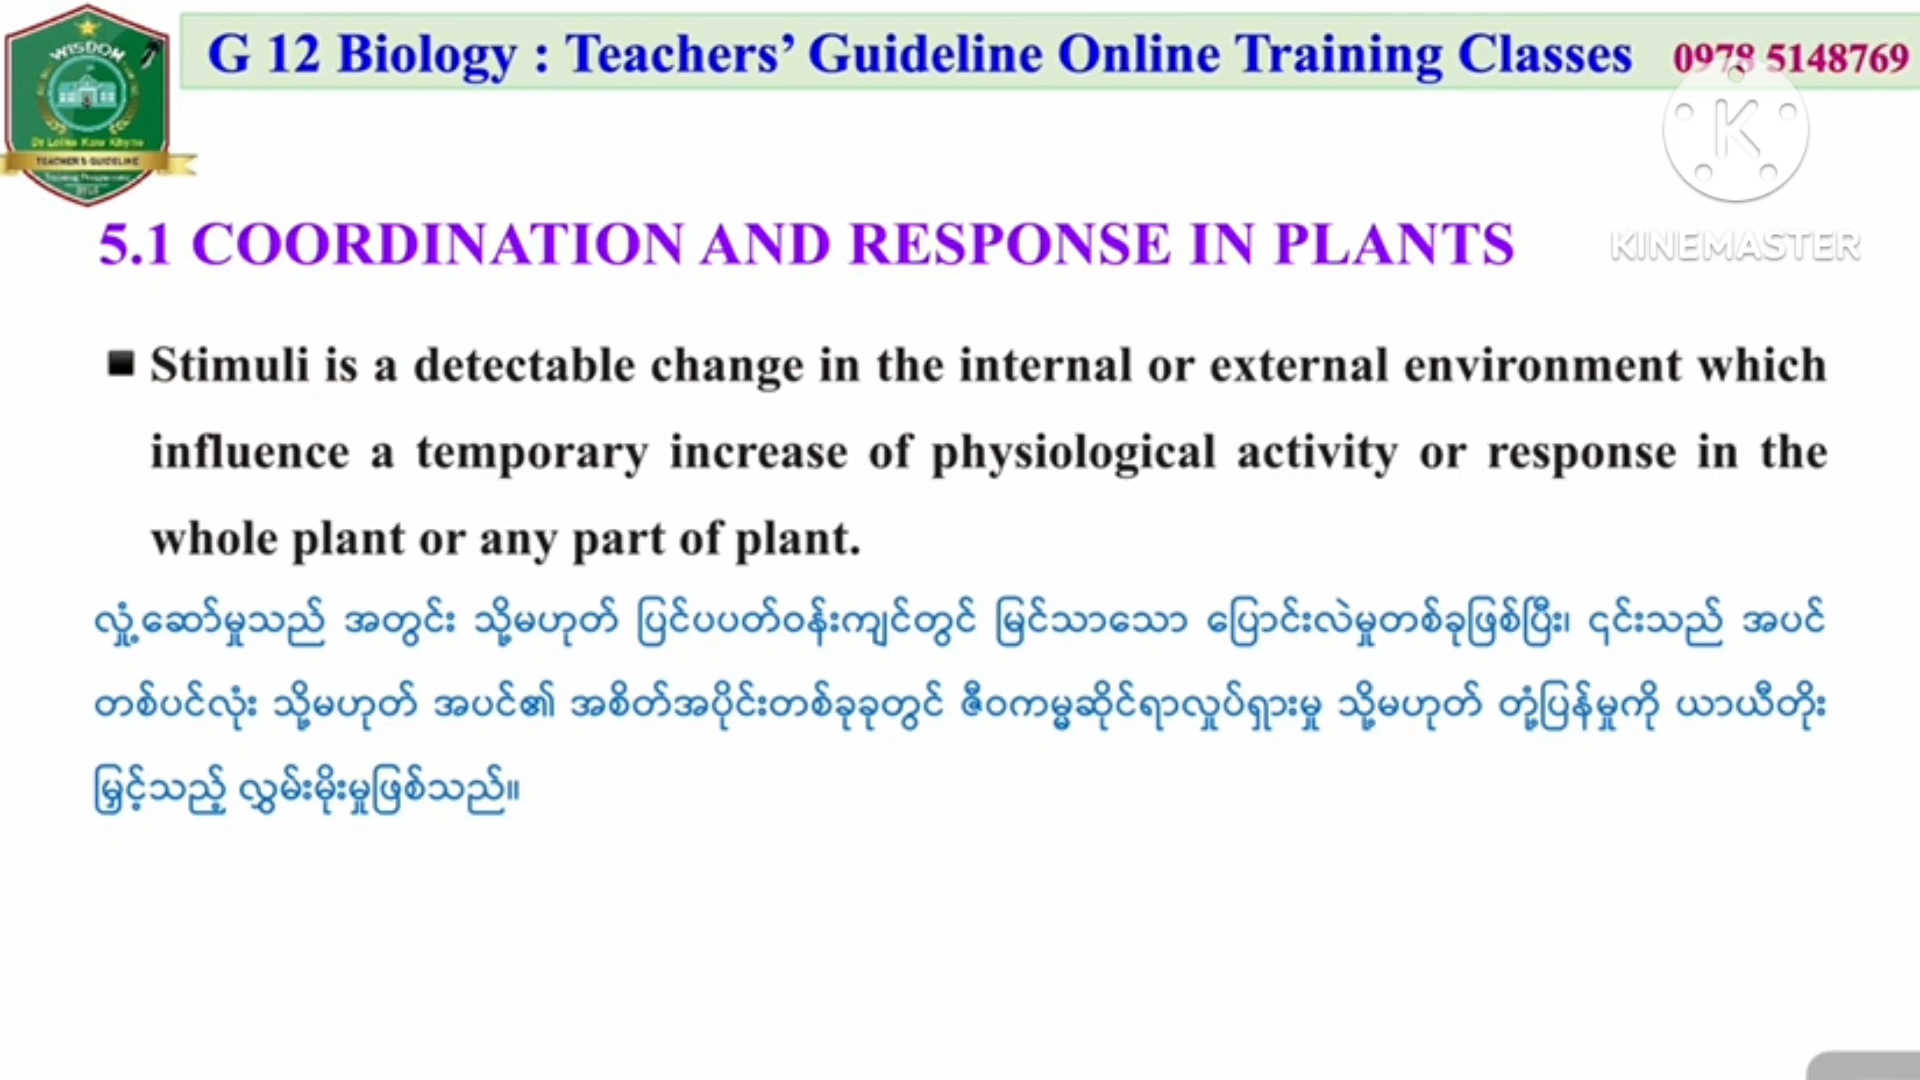 WISDOM
TEACHER'S GUIDELINE
G 12 Biology : Teachers’ Guideline Online Training Classes 0978 5148769
KINEMASTER
5.1 COORDINATION AND RESPONSE IN PLANTS
Stimuli is a detectable change in the internal or external environment which
influence a temporary increase of physiological activity or response in the
whole plant or any part of plant.
လှုံ့ဆော်မှုသည် အတွင်း သို့မဟုတ် ပြင်ပပတ်ဝန်းကျင်တွင် မြင်သာသော ပြောင်းလဲမှုတစ်ခုဖြစ်ပြီး၊ ၎င်းသည် အပင်
တစ်ပင်လုံး သို့မဟုတ် အပင်၏ အစိတ်အပိုင်းတစ်ခုခုတွင် ဇီဝကမ္မဆိုင်ရာလှုပ်ရှားမှု သို့မဟုတ် တုံ့ပြန်မှုကို ယာယီတိုး
မြှင့်သည့် လွှမ်းမိုးမှုဖြစ်သည်။